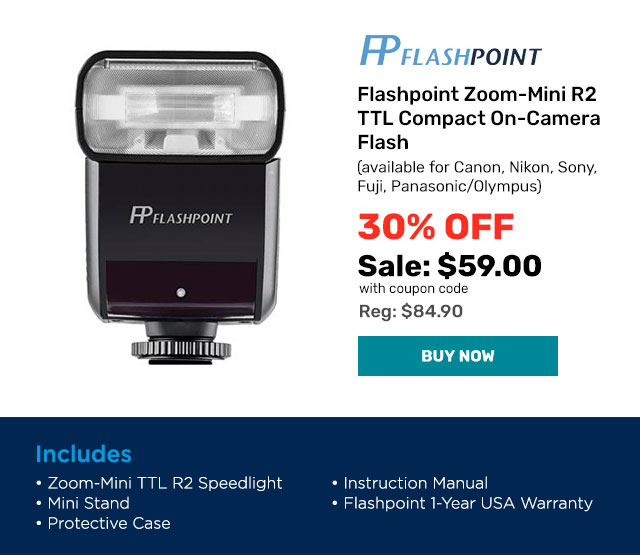 FP FLASHPOINT
Flashpoint Zoom-Mini R2
TTL Compact On-Camera
Flash
(available for Canon, Nikon, Sony,
Fuji, Panasonic/Olympus)
30% OFF
Sale: $59.00
with coupon code
Reg: $84.90
BUY NOW
FP FLASHPOINT
Includes
• Zoom-Mini TTL R2 Speedlight
• Mini Stand
• Protective Case
• Instruction Manual
• Flashpoint 1-Year USA Warranty